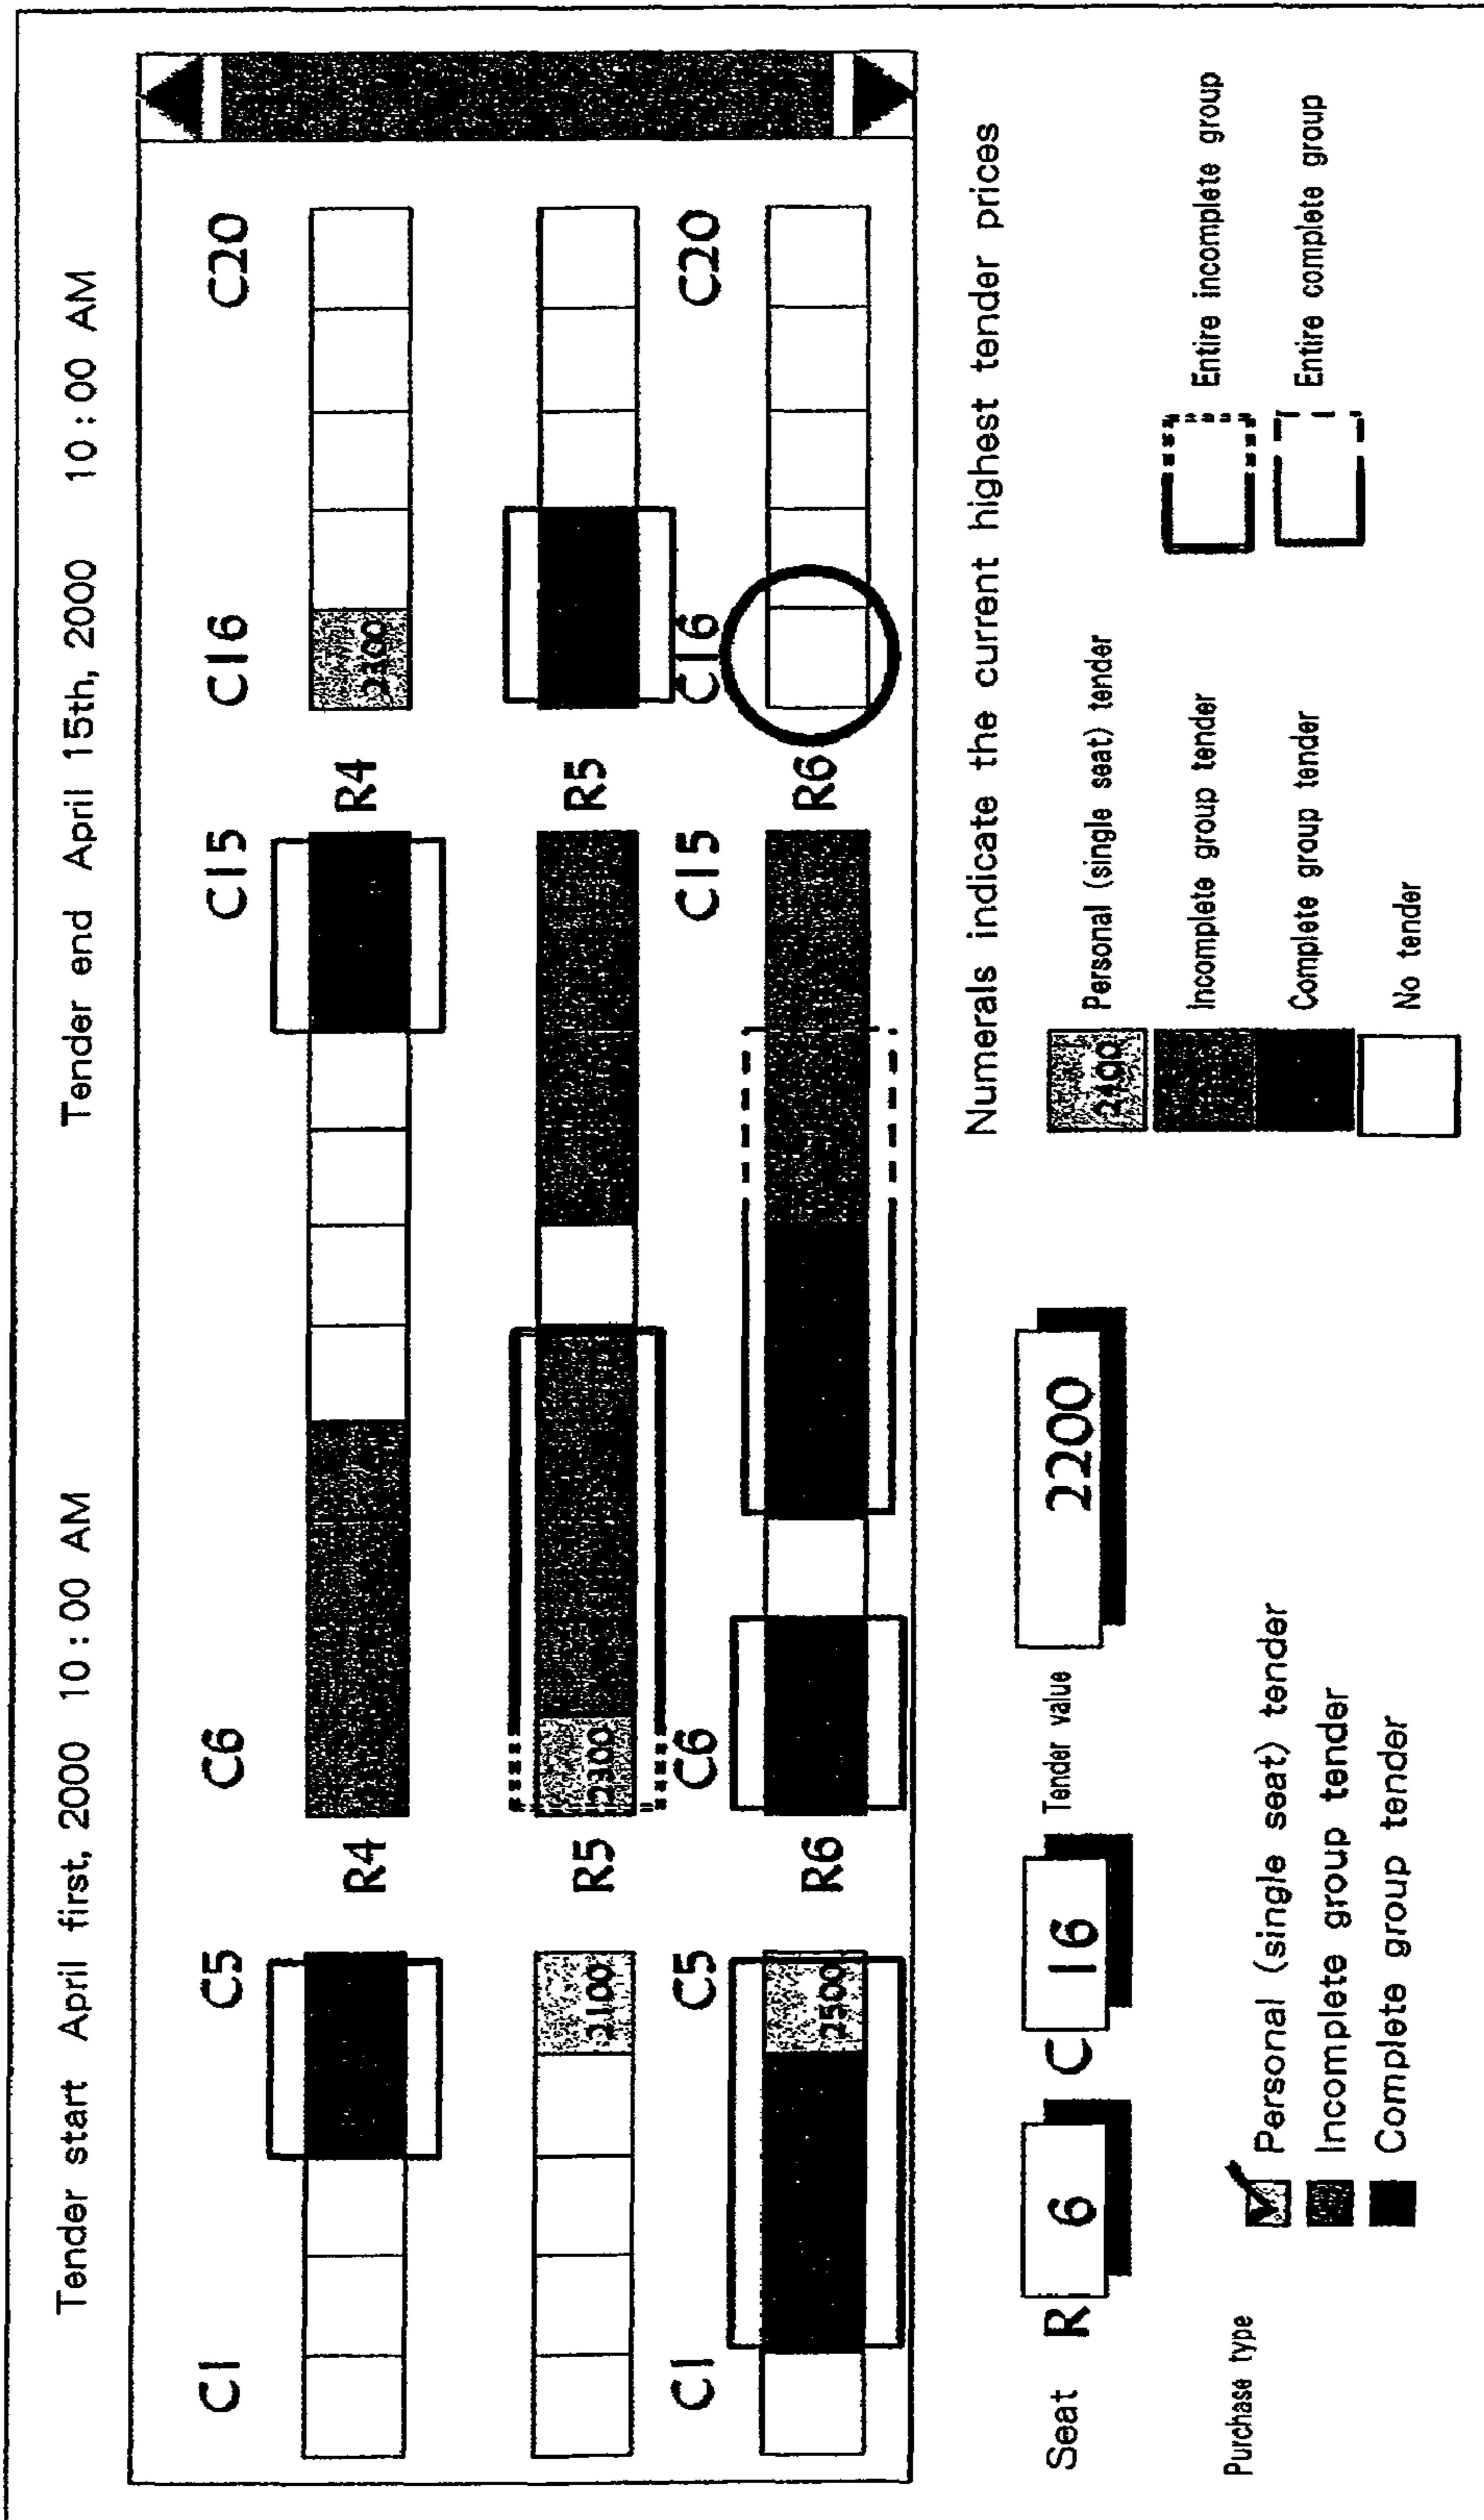 Tender start April first, 2000 10:00 AM Tender end April 15th, 2000 10:00 AM
C1 C5 C6 C15 C16 C20
R4 R4 2300
2100 R5 2300 R5
C1 C5 C6 C15 C16 C20
2500 R6 R6
Numerals indicate the current highest tender prices
Seat R 6 C 16 Tender value 2200
2400 Personal (single seat) tender
Incomplete group tender
Complete group tender
No tender
Entire incomplete group
Entire complete group
Purchase type
Personal (single seat) tender
Incomplete group tender
Complete group tender